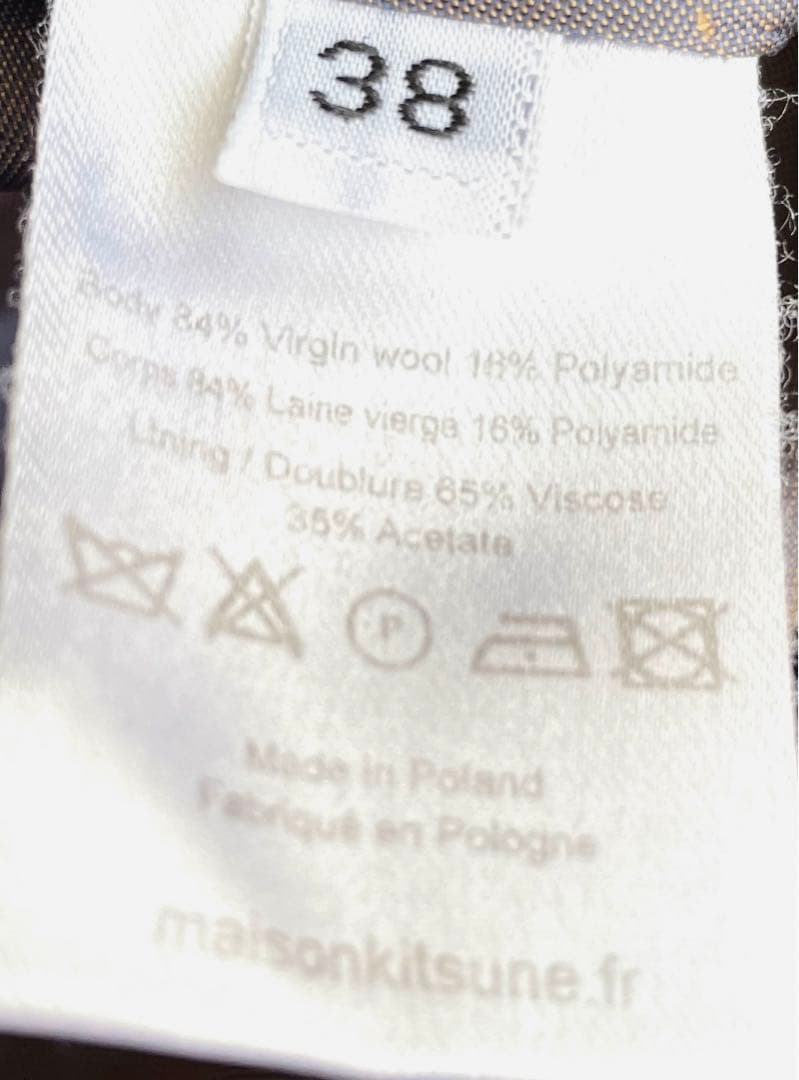 38
Body 84% Virgin wool 16% Polyamide
Corps 84% Laine vierge 16% Polyamide
Lining / Doublure 65% Viscose
35% Acetate
P
Made in Poland
Fabriqué en Pologne
maisonkitsune.fr